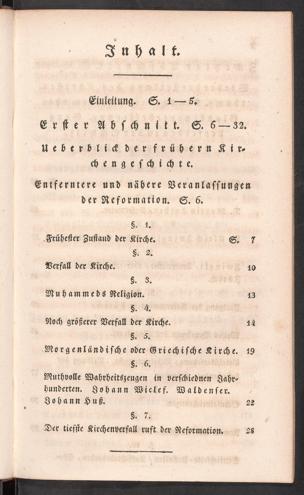 Inhalt.
Einleitung. S. 1—5.
Erster Abschnitt. S. 6—32.
Ueberblick der frühern Kir-
chengeschichte.
Entferntere und nähere Veranlassungen
der Reformation. S. 6.
§. 1.
Frühester Zustand der Kirche. S. 7
§. 2.
Verfall der Kirche. 10
§. 3.
Muhammeds Religion. 13
§. 4.
Noch größerer Verfall der Kirche. 14
§. 5.
Morgenländische oder Griechische Kirche. 19
§. 6.
Muthvolle Wahrheitszeugen in verschiednen Jahr-
hunderten. Johann Wiclef. Waldenser.
Johann Huß. 22
§. 7.
Der tiefste Kirchenverfall ruft der Reformation. 28